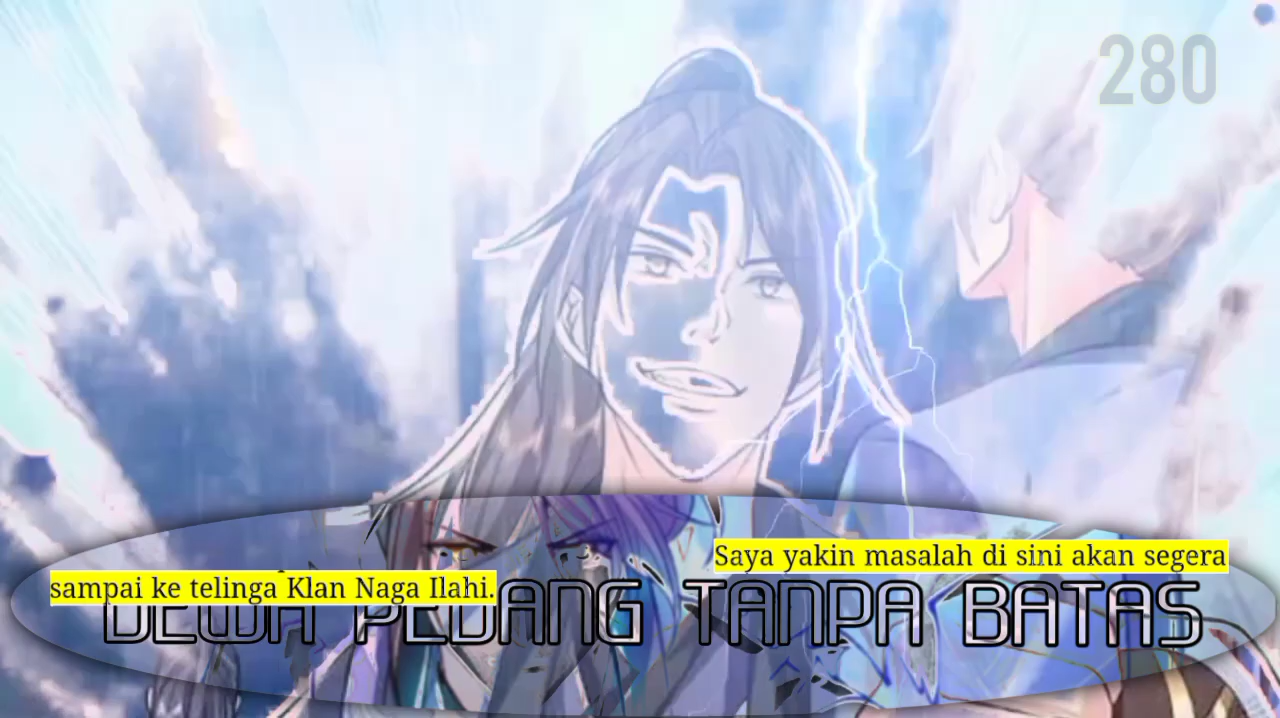 280
Saya yakin masalah di sini akan segera
sampai ke telinga Klan Naga Ilahi.
DEWA PEDANG TANPA BATAS